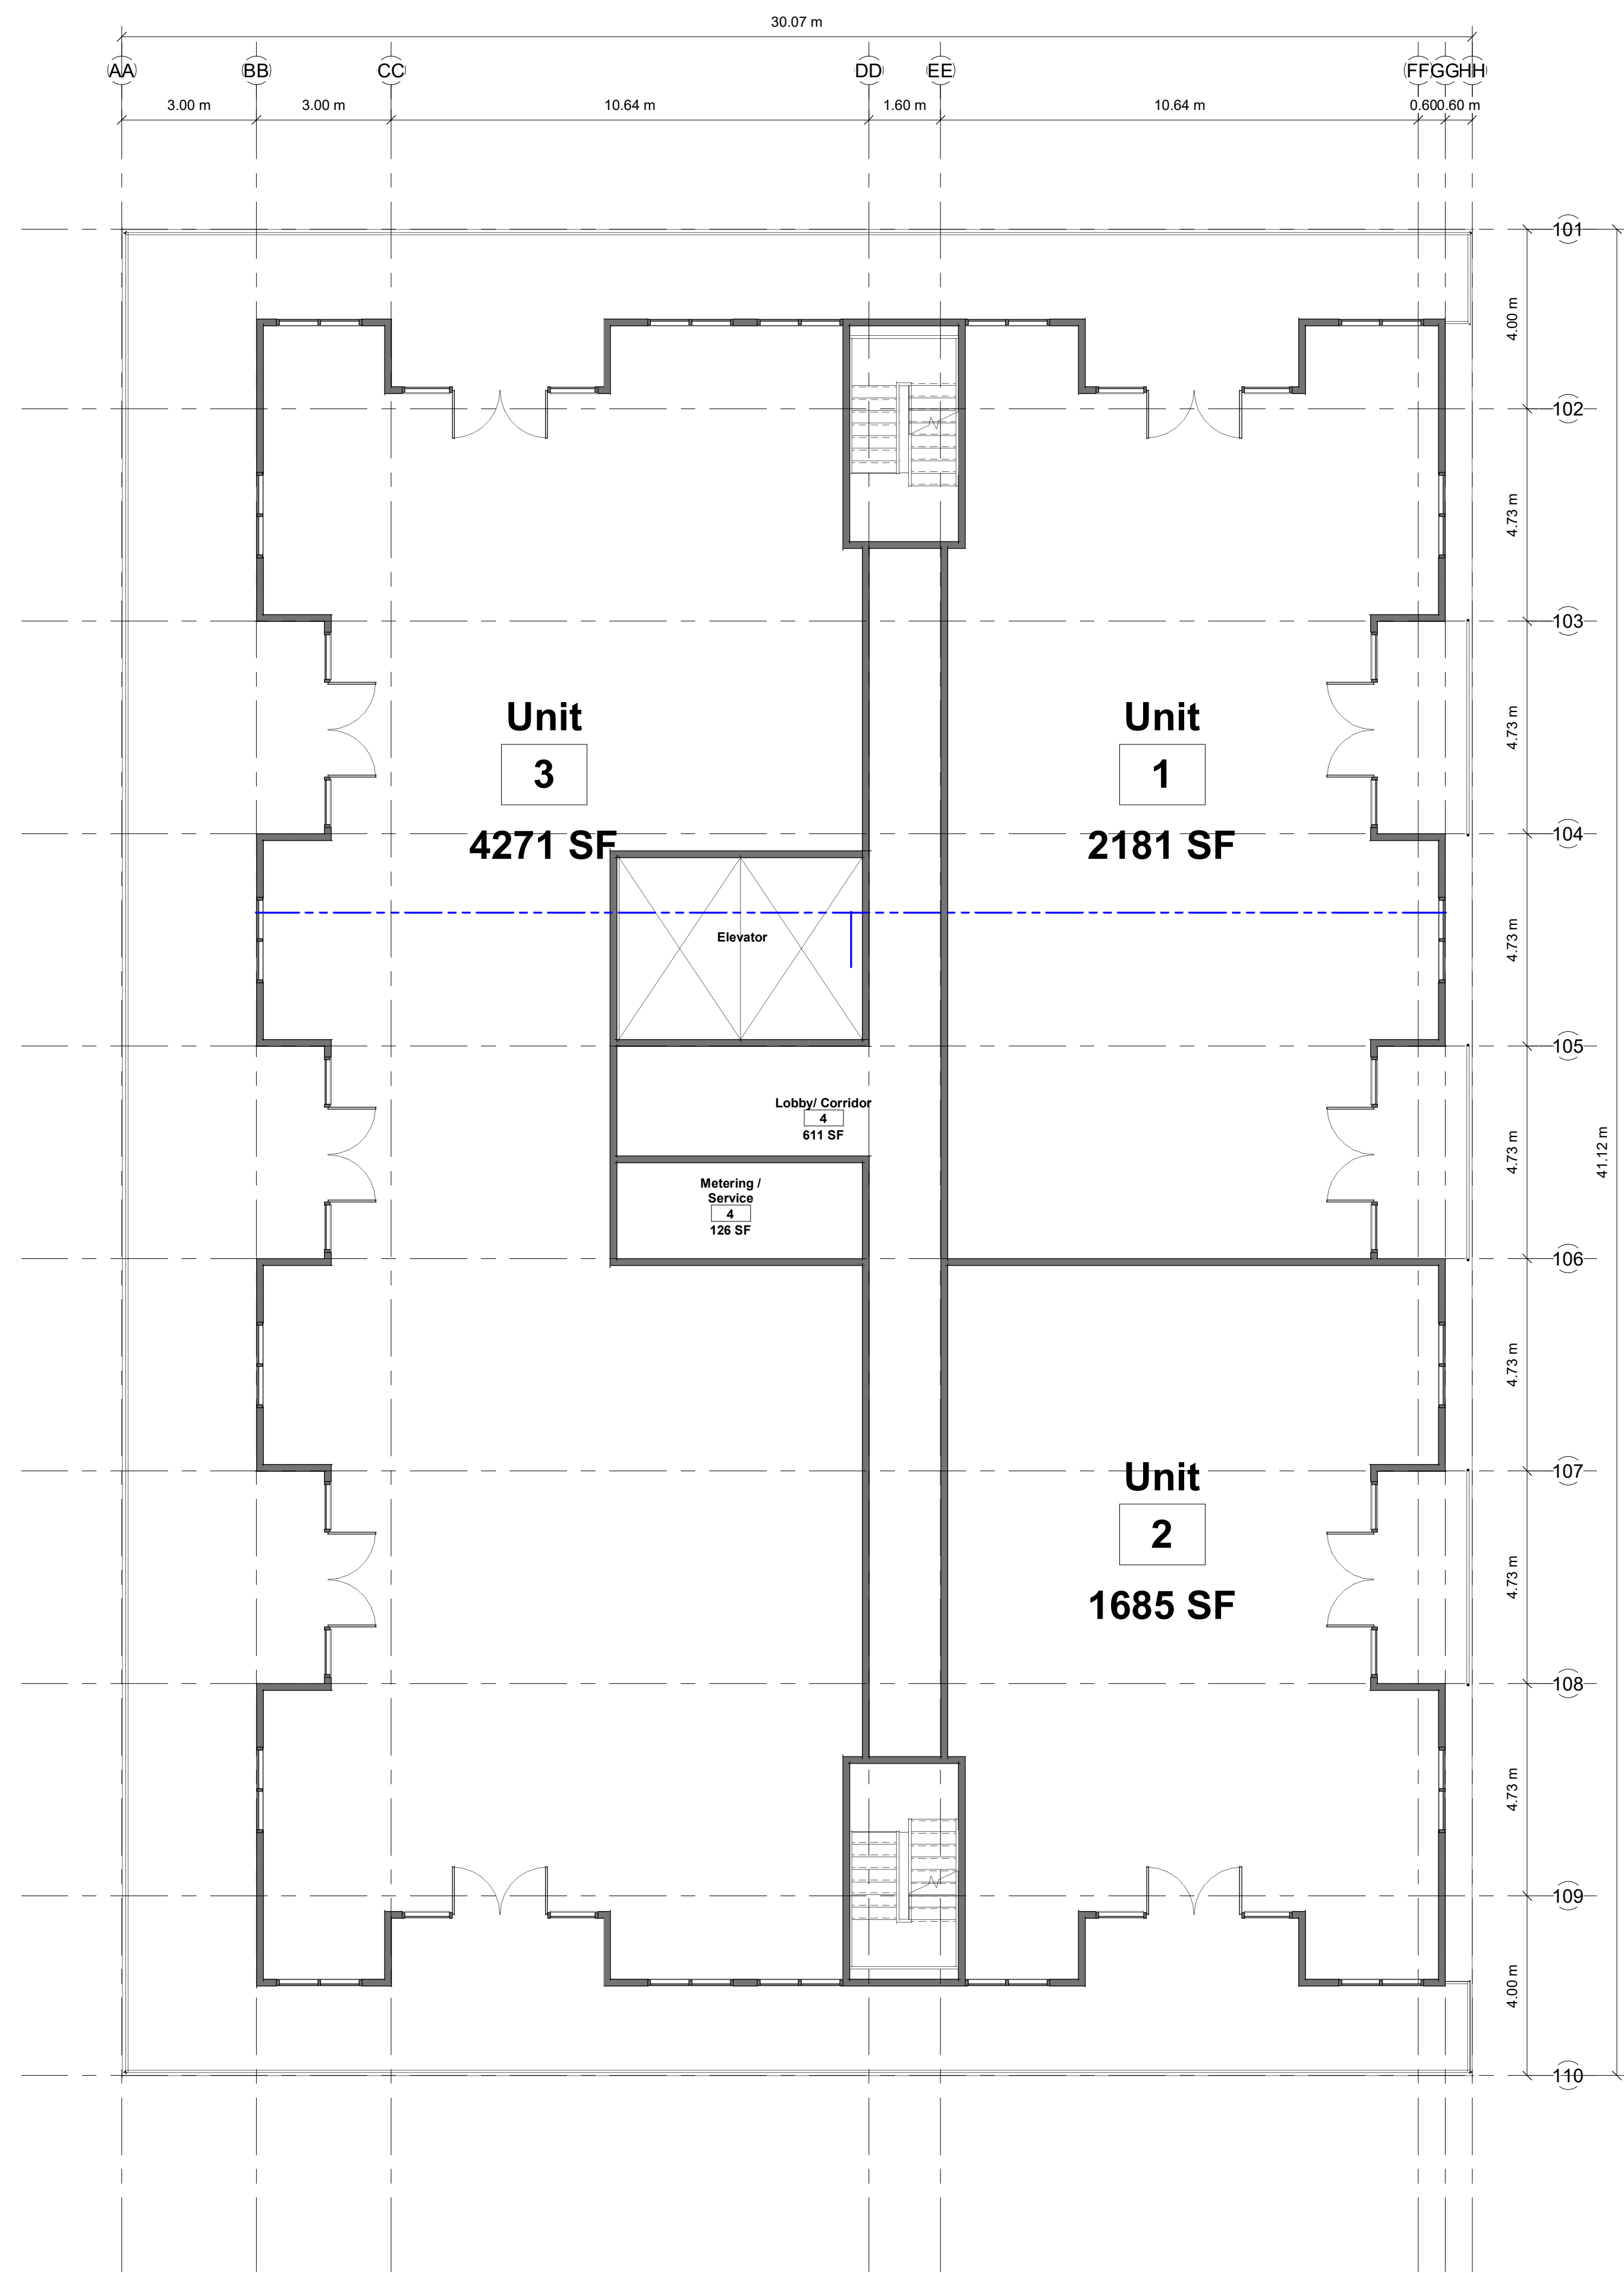 30.07 m
AA BB CC DD EE FF GG HH
3.00 m 3.00 m 10.64 m 1.60 m 10.64 m 0.60 0.60 m
101
4.00 m
102
4.73 m
103
Unit Unit
4.73 m
3 1
104
4271 SF 2181 SF
Elevator
4.73 m
105
Lobby/ Corridor
4
611 SF
4.73 m
41.12 m
Metering /
Service
4
126 SF
106
4.73 m
107
Unit
2
4.73 m
1685 SF
108
4.73 m
109
4.00 m
110